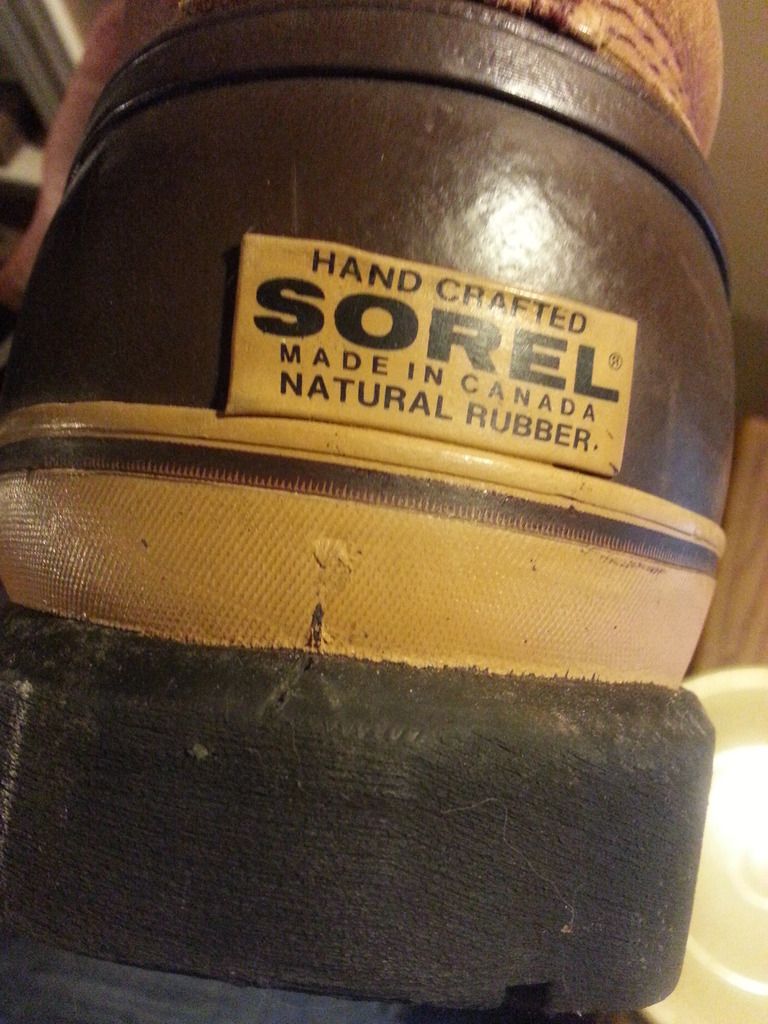 HAND CRAFTED
SOREL®
MADE IN CANADA
NATURAL RUBBER.